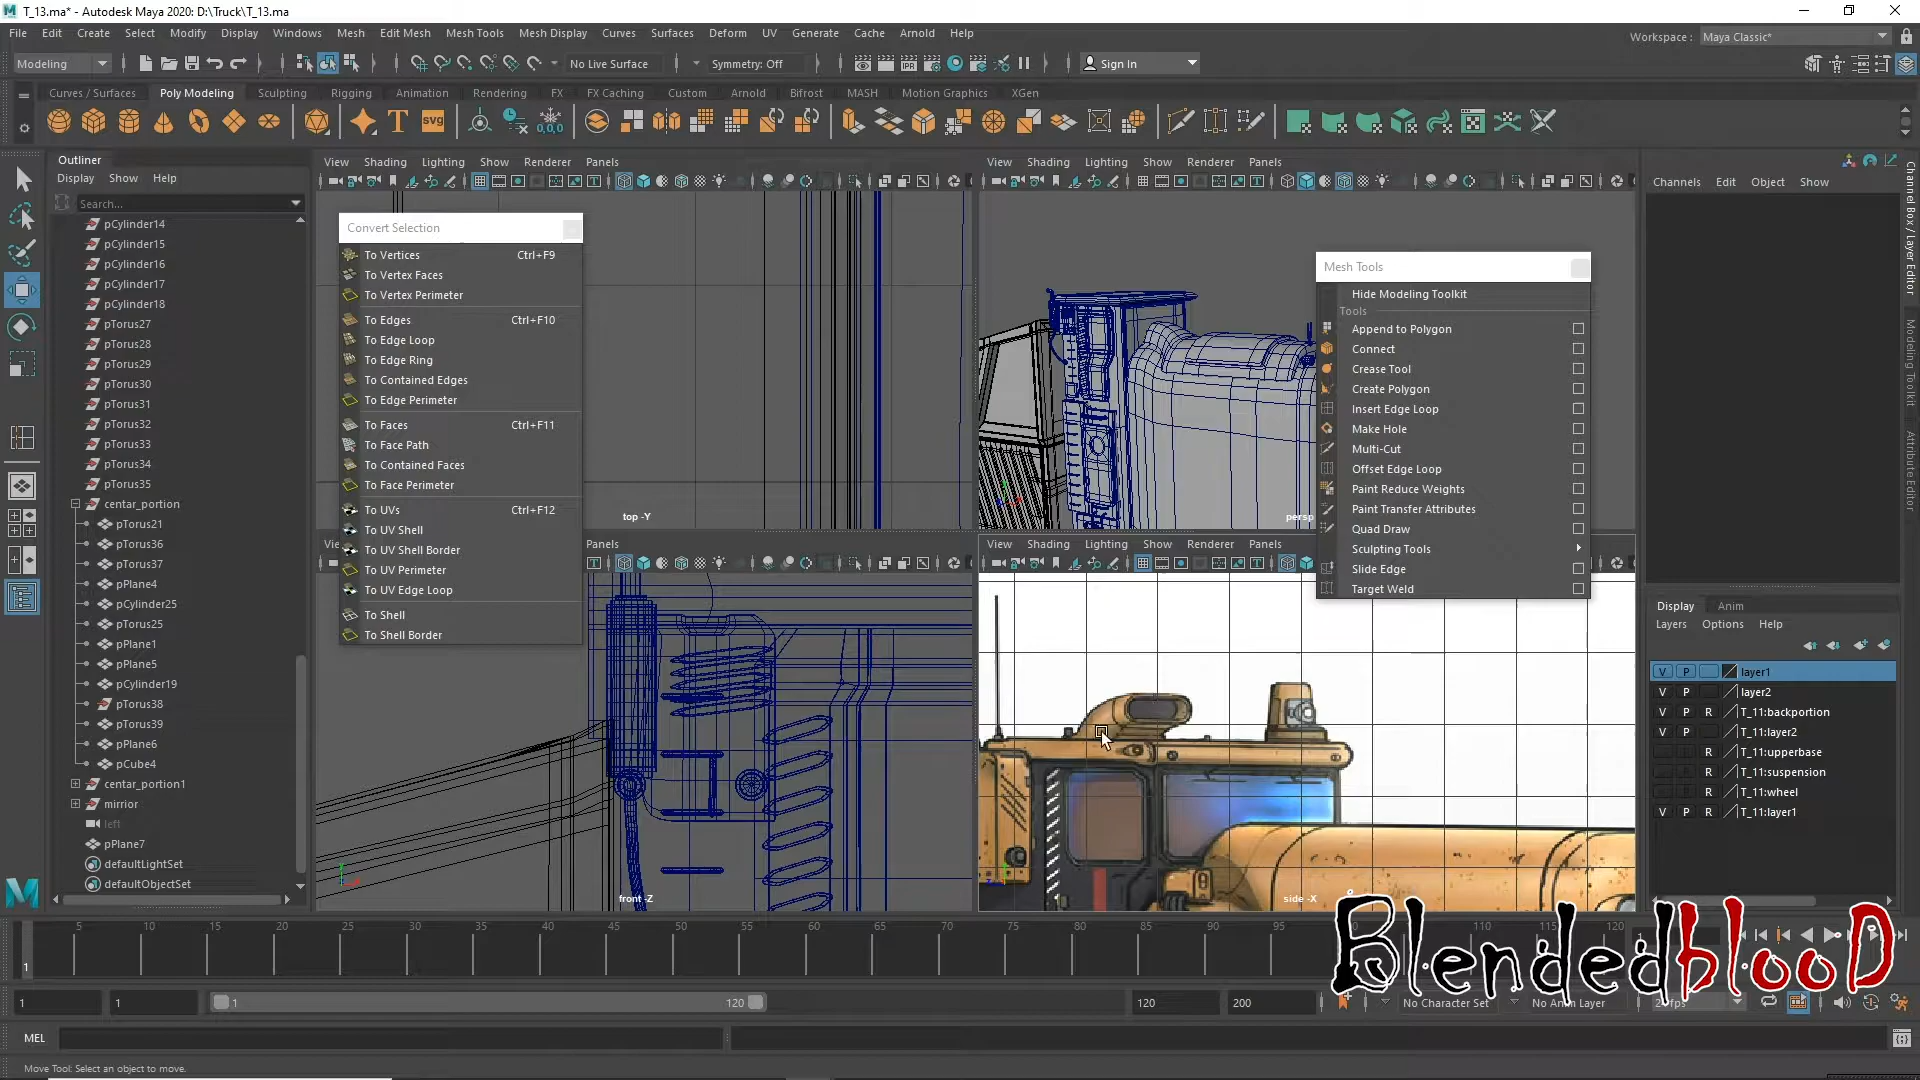 T_13.ma* - Autodesk Maya 2020: D:\Truck\T_13.ma
File Edit Create Select Modify Display Windows Mesh Edit Mesh Mesh Tools Mesh Display Curves Surfaces Deform UV Generate Cache Arnold Help
Workspace : Maya Classic*
Modeling No Live Surface Symmetry: Off Sign In
Curves / Surfaces Poly Modeling Sculpting Rigging Animation Rendering FX FX Caching Custom Arnold Bifrost MASH Motion Graphics XGen
Outliner
Display Show Help
Search...
pCylinder14
pCylinder15
pCylinder16
pCylinder17
pCylinder18
pTorus27
pTorus28
pTorus29
pTorus30
pTorus31
pTorus32
pTorus33
pTorus34
pTorus35
centar_portion
pTorus21
pTorus36
pTorus37
pPlane4
pCylinder25
pTorus25
pPlane1
pPlane5
pCylinder19
pTorus38
pTorus39
pPlane6
pCube4
centar_portion1
mirror
left
pPlane7
defaultLightSet
defaultObjectSet
View Shading Lighting Show Renderer Panels
Convert Selection
To Vertices Ctrl+F9
To Vertex Faces
To Vertex Perimeter
To Edges Ctrl+F10
To Edge Loop
To Edge Ring
To Contained Edges
To Edge Perimeter
To Faces Ctrl+F11
To Face Path
To Contained Faces
To Face Perimeter
To UVs Ctrl+F12
To UV Shell
To UV Shell Border
To UV Perimeter
To UV Edge Loop
To Shell
To Shell Border
top -Y
Panels
front -Z
View Shading Lighting Show Renderer Panels
persp
Mesh Tools
Hide Modeling Toolkit
Tools
Append to Polygon
Connect
Crease Tool
Create Polygon
Insert Edge Loop
Make Hole
Multi-Cut
Offset Edge Loop
Paint Reduce Weights
Paint Transfer Attributes
Quad Draw
Sculpting Tools
Slide Edge
Target Weld
View Shading Lighting Show Renderer Panels
side -X
Channels Edit Object Show
Channel Box / Layer Editor
Modeling Toolkit
Attribute Editor
Display Anim
Layers Options Help
V P layer1
V P layer2
V P R T_11:backportion
V P T_11:layer2
R T_11:upperbase
R T_11:suspension
R T_11:wheel
V P R T_11:layer1
5 10 15 20 25 30 35 40 45 50 55 60 65 70 75 80 85 90 95 110 115 120
1
1 1 1 120 120 200 No Character Set No Anim Layer fps
BlendedblooD
MEL
Move Tool: Select an object to move.